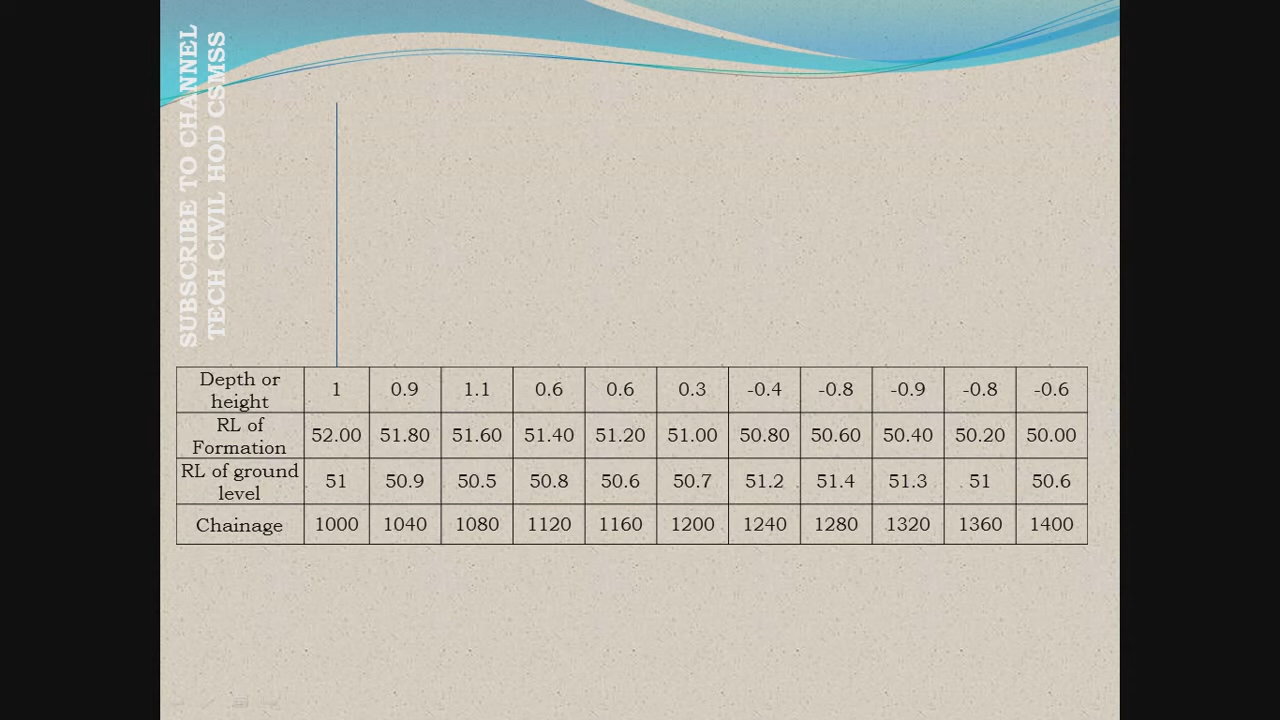 SUBSCRIBE TO CHANNEL
TECH CIVIL HOD CSMSS
Depth or height 1 0.9 1.1 0.6 0.6 0.3 -0.4 -0.8 -0.9 -0.8 -0.6
RL of Formation 52.00 51.80 51.60 51.40 51.20 51.00 50.80 50.60 50.40 50.20 50.00
RL of ground level 51 50.9 50.5 50.8 50.6 50.7 51.2 51.4 51.3 51 50.6
Chainage 1000 1040 1080 1120 1160 1200 1240 1280 1320 1360 1400